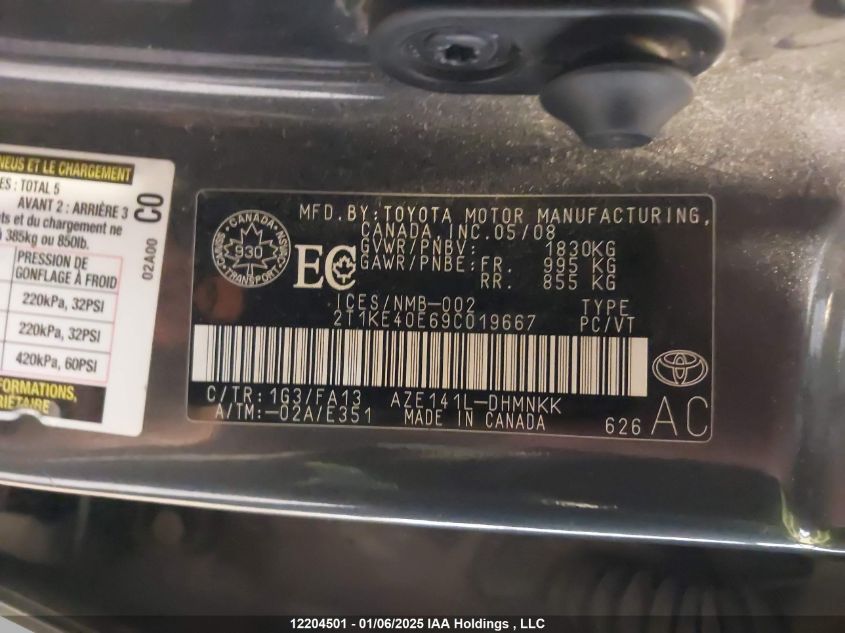 NEUS ET LE CHARGEMENT
ES : TOTAL 5
AVANT 2 : ARRIÈRE 3
nts et du chargement ne
à 385kg ou 850lb.
PRESSION DE
GONFLAGE À FROID
220kPa, 32PSI
220kPa, 32PSI
420kPa, 60PSI
FORMATIONS,
RIÉTAIRE
CO
02A00
CANADA
930
TRANSPORT
EC
MFD.BY:TOYOTA MOTOR MANUFACTURING,
CANADA, INC.05/08
GVWR/PNBV: 1830KG
GAWR/PNBE:FR. 995 KG
RR. 855 KG
ICES/NMB-002 TYPE
2T1KE40E69C019667 PC/VT
C/TR:1G3/FA13 AZE141L-DHMNKK
A/TM:-02A/E351 MADE IN CANADA
626 AC
12204501 - 01/06/2025 IAA Holdings , LLC